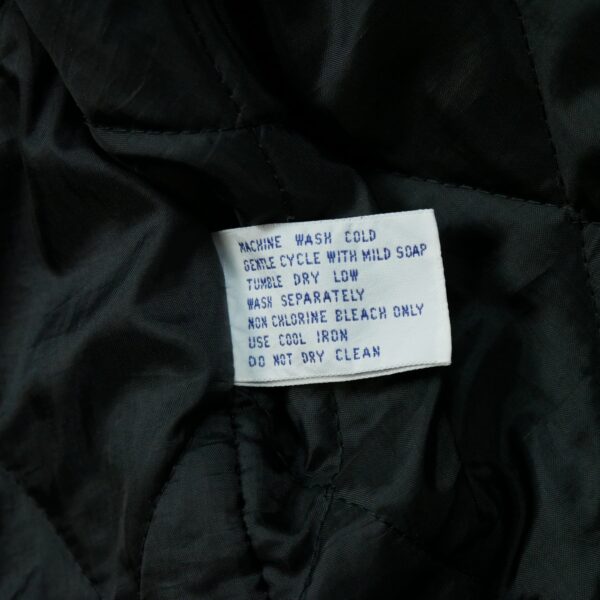 MACHINE WASH COLD
GENTLE CYCLE WITH MILD SOAP
TUMBLE DRY LOW
WASH SEPARATELY
NON CHLORINE BLEACH ONLY
USE COOL IRON
DO NOT DRY CLEAN